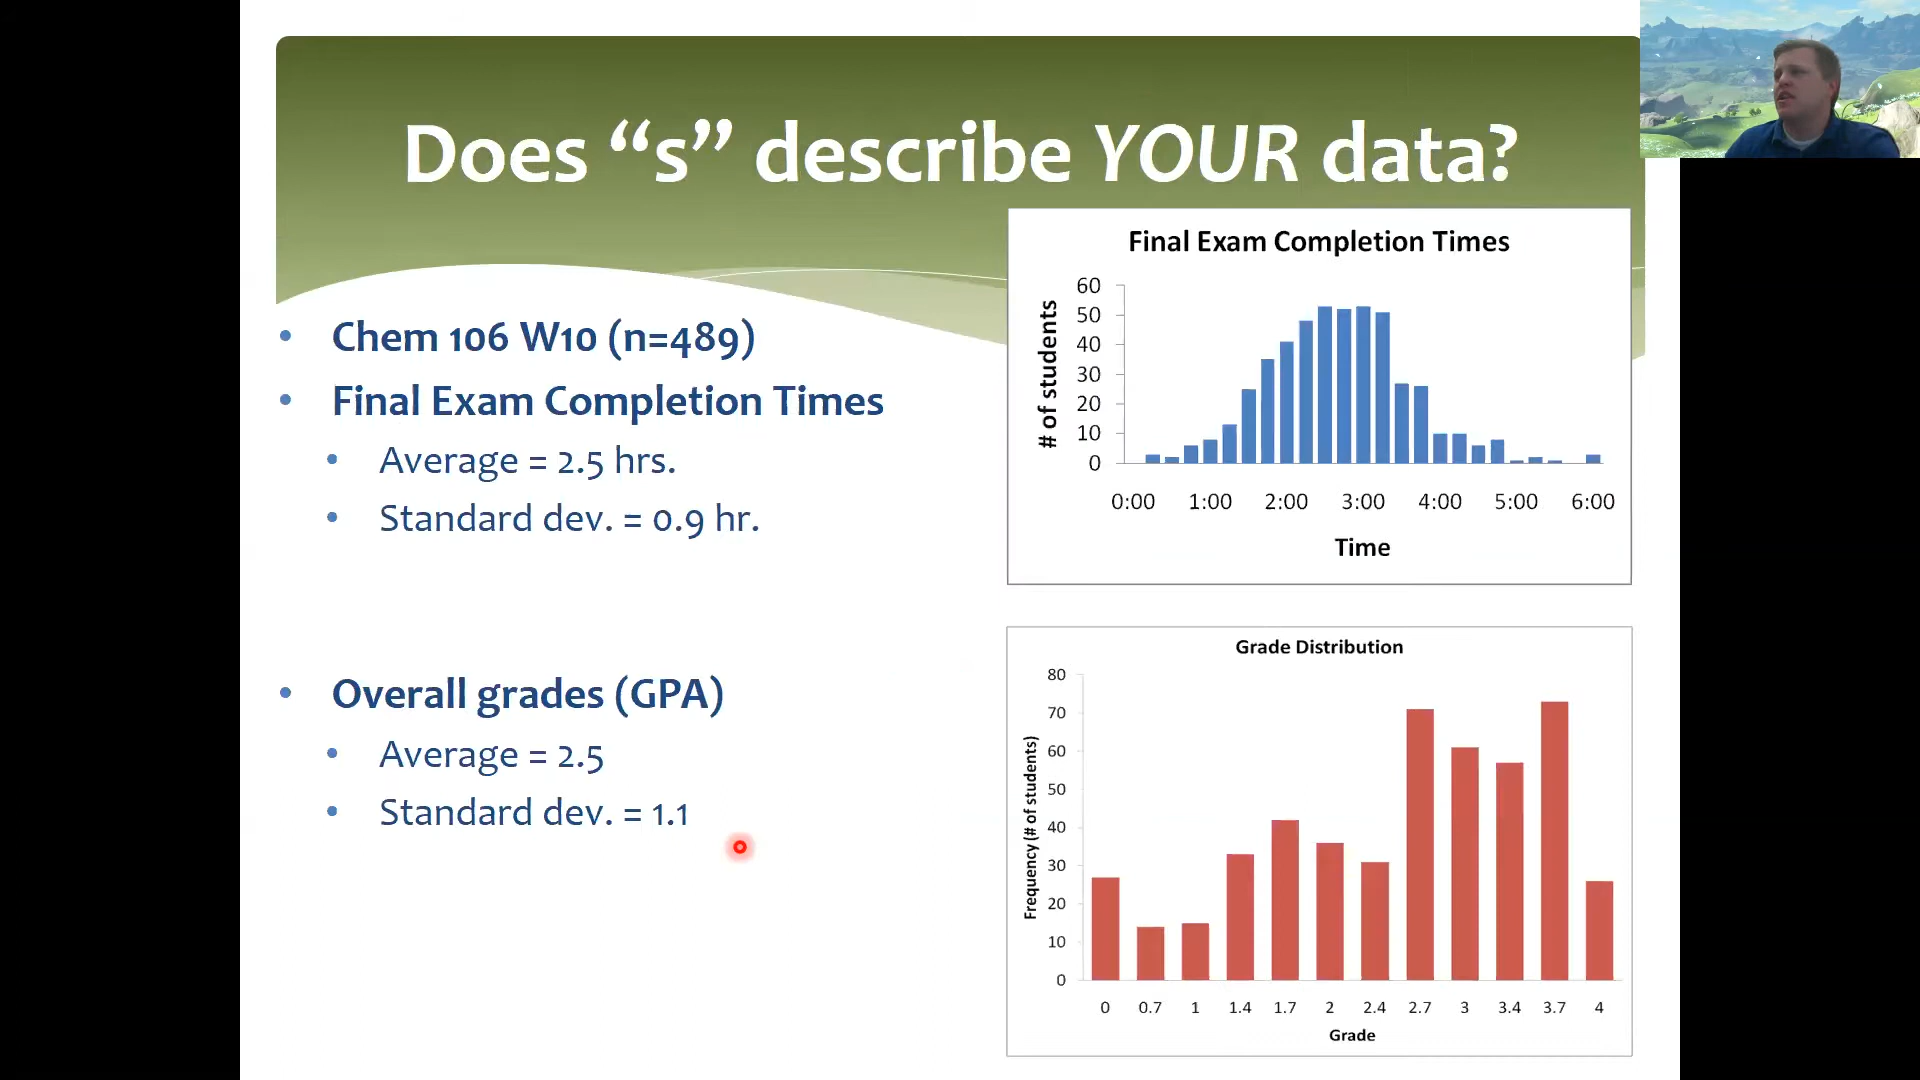 Does “s” describe YOUR data?
• Chem 106 W10 (n=489)
• Final Exam Completion Times
• Average = 2.5 hrs.
• Standard dev. = 0.9 hr.
• Overall grades (GPA)
• Average = 2.5
• Standard dev. = 1.1
Final Exam Completion Times
# of students
60
50
40
30
20
10
0
0:00 1:00 2:00 3:00 4:00 5:00 6:00
Time
Grade Distribution
Frequency (# of students)
80
70
60
50
40
30
20
10
0
0 0.7 1 1.4 1.7 2 2.4 2.7 3 3.4 3.7 4
Grade